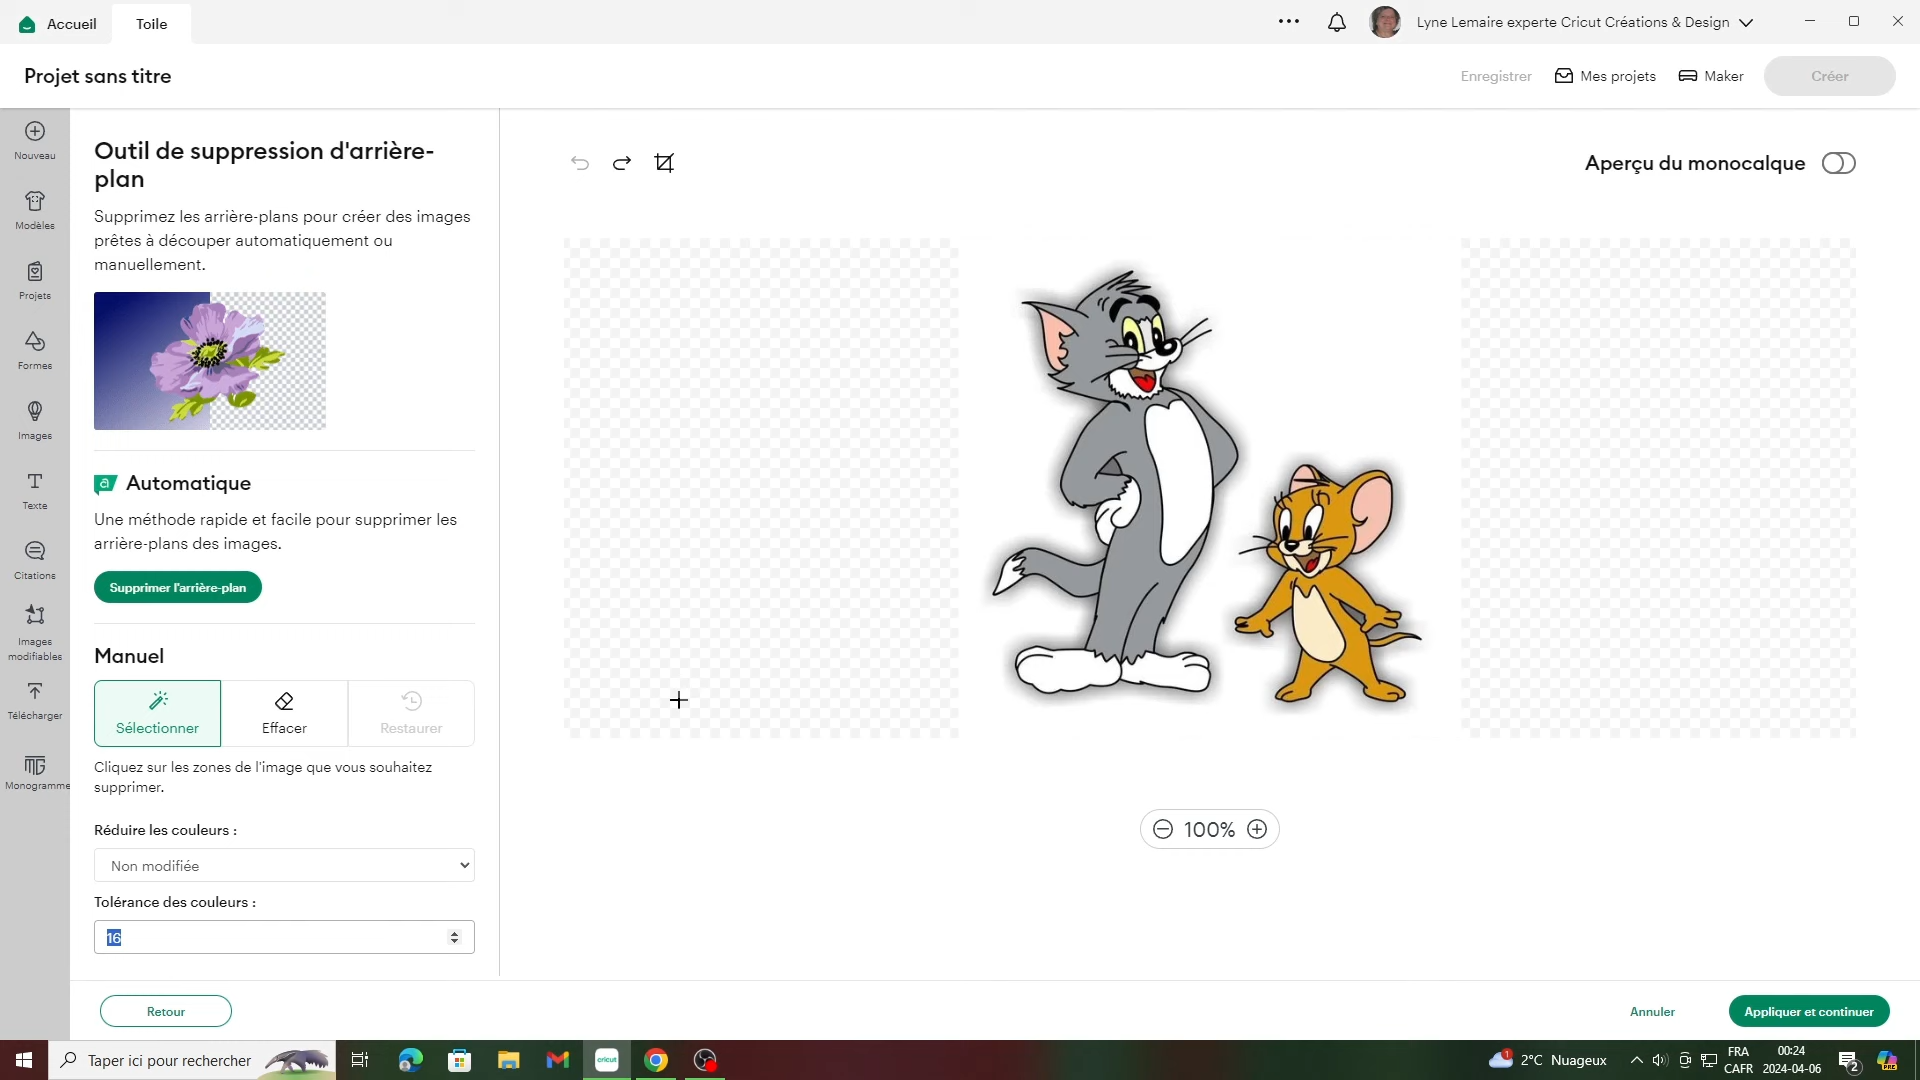 Accueil
Toile
Lyne Lemaire experte Cricut Créations & Design
Projet sans titre
Enregistrer
Mes projets
Maker
Créer
Nouveau
Modèles
Projets
Formes
Images
Texte
Citations
Images
modifiables
Télécharger
Monogramme
Outil de suppression d'arrière-
plan
Supprimez les arrière-plans pour créer des images
prêtes à découper automatiquement ou
manuellement.
a Automatique
Une méthode rapide et facile pour supprimer les
arrière-plans des images.
Supprimer l'arrière-plan
Manuel
Sélectionner
Effacer
Restaurer
Cliquez sur les zones de l'image que vous souhaitez
supprimer.
Réduire les couleurs :
Non modifiée
Tolérance des couleurs :
16
Aperçu du monocalque
100%
Retour
Annuler
Appliquer et continuer
Taper ici pour rechercher
cricut
1
2°C Nuageux
FRA
CAFR
00:24
2024-04-06
2
PRE